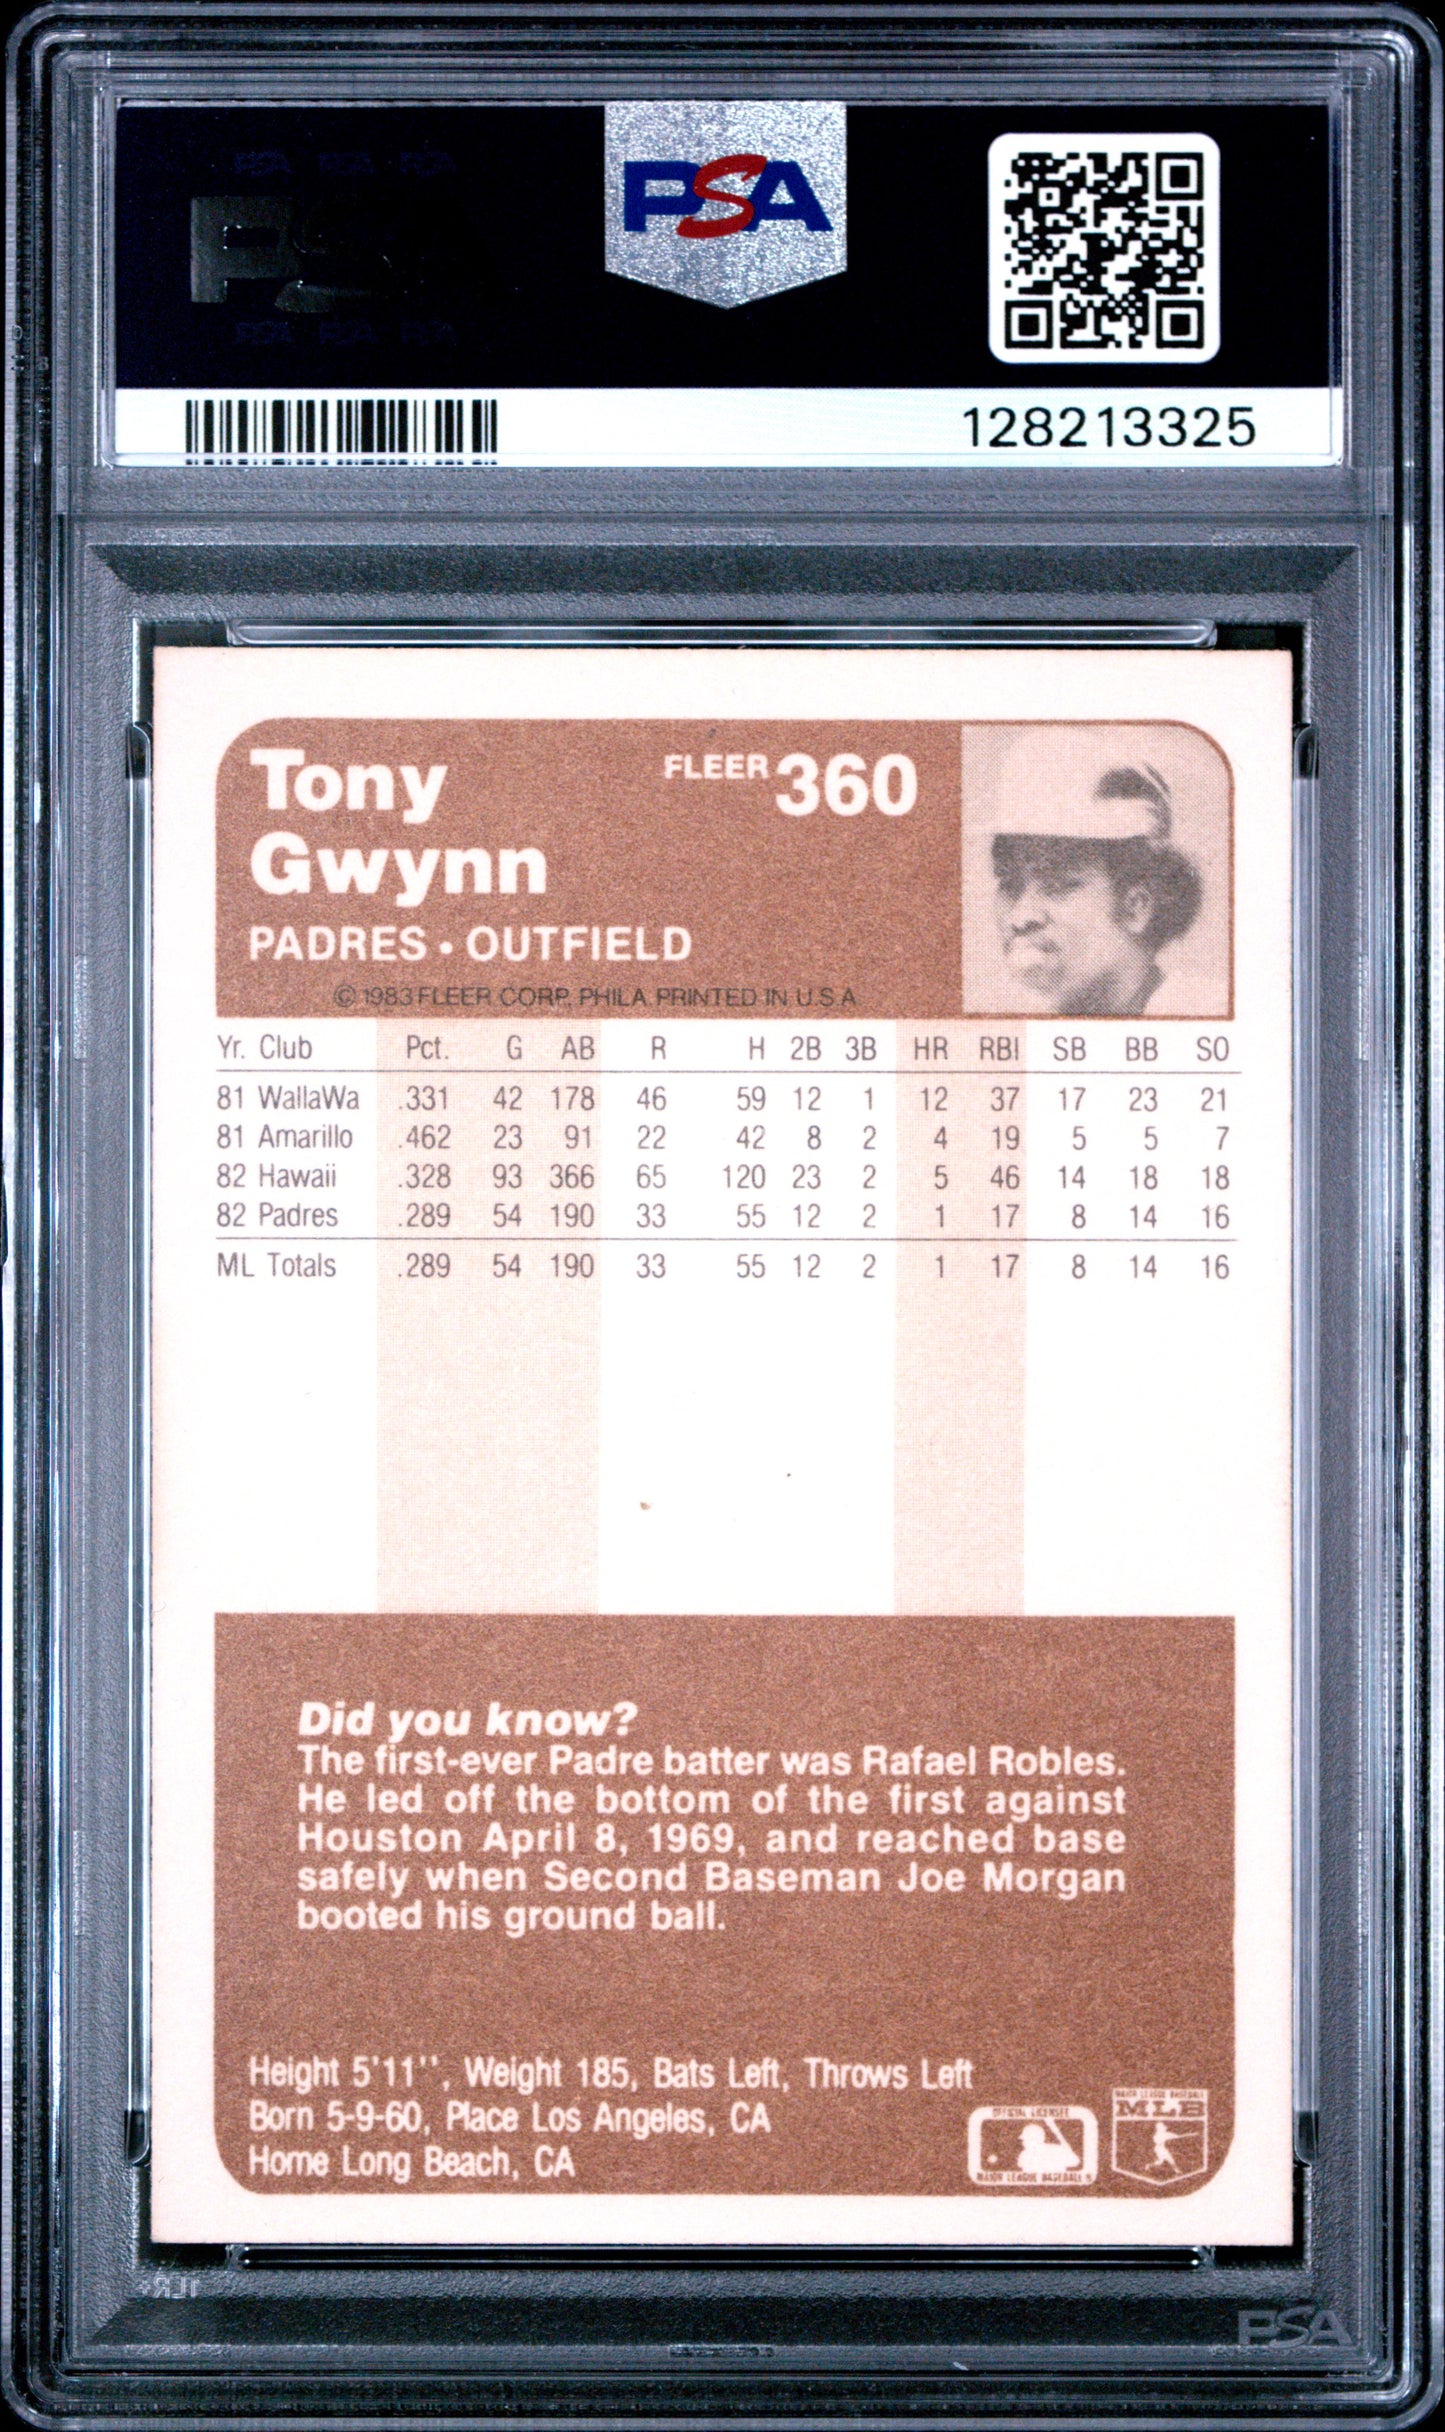 PSA
128213325
Tony
Gwynn
FLEER 360
PADRES • OUTFIELD
© 1983 FLEER CORP. PHILA. PRINTED IN U.S.A
Yr. Club Pct. G AB R H 2B 3B HR RBI SB BB SO
81 WallaWa .331 42 178 46 59 12 1 12 37 17 23 21
81 Amarillo .462 23 91 22 42 8 2 4 19 5 5 7
82 Hawaii .328 93 366 65 120 23 2 5 46 14 18 18
82 Padres .289 54 190 33 55 12 2 1 17 8 14 16
ML Totals .289 54 190 33 55 12 2 1 17 8 14 16
Did you know?
The first-ever Padre batter was Rafael Robles.
He led off the bottom of the first against
Houston April 8, 1969, and reached base
safely when Second Baseman Joe Morgan
booted his ground ball.
Height 5'11'', Weight 185, Bats Left, Throws Left
Born 5-9-60, Place Los Angeles, CA
Home Long Beach, CA
OFFICIAL LICENSEE
MAJOR LEAGUE BASEBALL
MAJOR LEAGUE BASEBALL
MLB
PSA